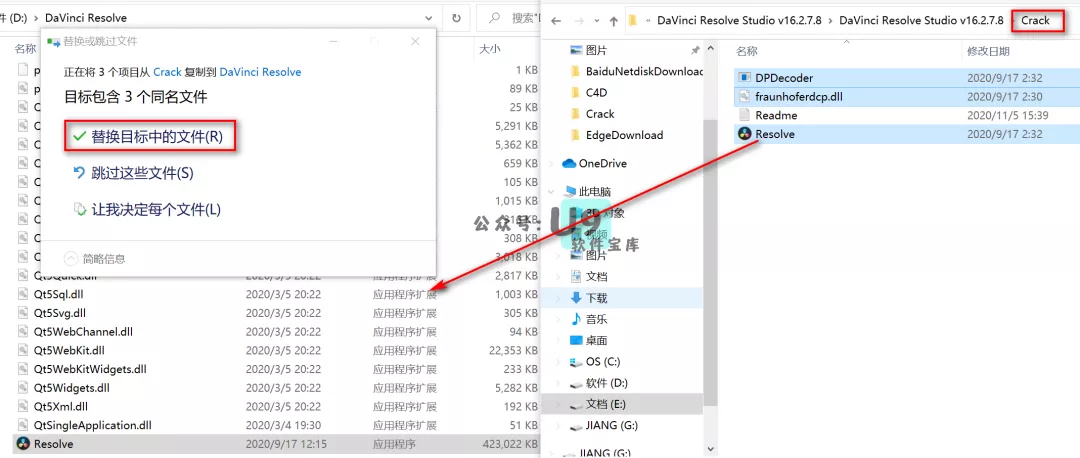 件 (D:) › DaVinci Resolve
搜索"D
名称
大小
替换或跳过文件
正在将 3 个项目从 Crack 复制到 DaVinci Resolve
目标包含 3 个同名文件
替换目标中的文件(R)
跳过这些文件(S)
让我决定每个文件(L)
简略信息
p
1 KB
p
89 KB
C
25 KB
C
5,291 KB
C
5,362 KB
C
659 KB
C
105 KB
C
1,015 KB
C
C
308 KB
C
3,018 KB
Qt5Quick.dll 2020/3/5 20:22 应用程序扩展 2,817 KB
Qt5Sql.dll 2020/3/5 20:22 应用程序扩展 1,003 KB
Qt5Svg.dll 2020/3/5 20:22 应用程序扩展 305 KB
Qt5WebChannel.dll 2020/3/5 20:22 应用程序扩展 94 KB
Qt5WebKit.dll 2020/3/5 20:22 应用程序扩展 22,353 KB
Qt5WebKitWidgets.dll 2020/3/5 20:22 应用程序扩展 233 KB
Qt5Widgets.dll 2020/3/5 20:22 应用程序扩展 5,282 KB
Qt5Xml.dll 2020/3/5 20:22 应用程序扩展 192 KB
QtSingleApplication.dll 2020/3/4 19:30 应用程序扩展 51 KB
Resolve 2020/9/17 12:15 应用程序 423,022 KB
公众号:U9
软件宝库
« DaVinci Resolve Studio v16.2.7.8 › DaVinci Resolve Studio v16.2.7.8 › Crack
图片
BaiduNetdiskDownload
C4D
Crack
EdgeDownload
OneDrive
此电脑
3D 对象
视频
图片
文档
下载
音乐
桌面
OS (C:)
软件 (D:)
文档 (E:)
JIANG (G:)
JIANG (G:)
名称 修改日期
DPDecoder 2020/9/17 2:32
fraunhoferdcp.dll 2020/9/17 2:30
Readme 2020/11/5 15:39
Resolve 2020/9/17 2:32